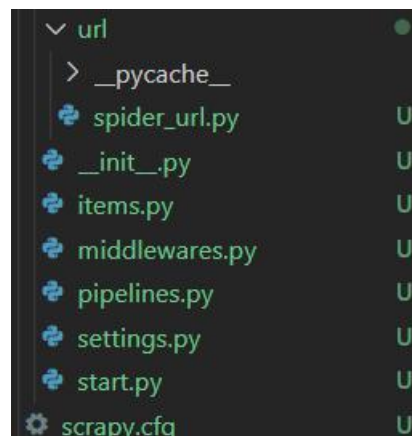 url
__pycache__
spider_url.py U
__init__.py U
items.py U
middlewares.py U
pipelines.py U
settings.py U
start.py U
scrapy.cfg U